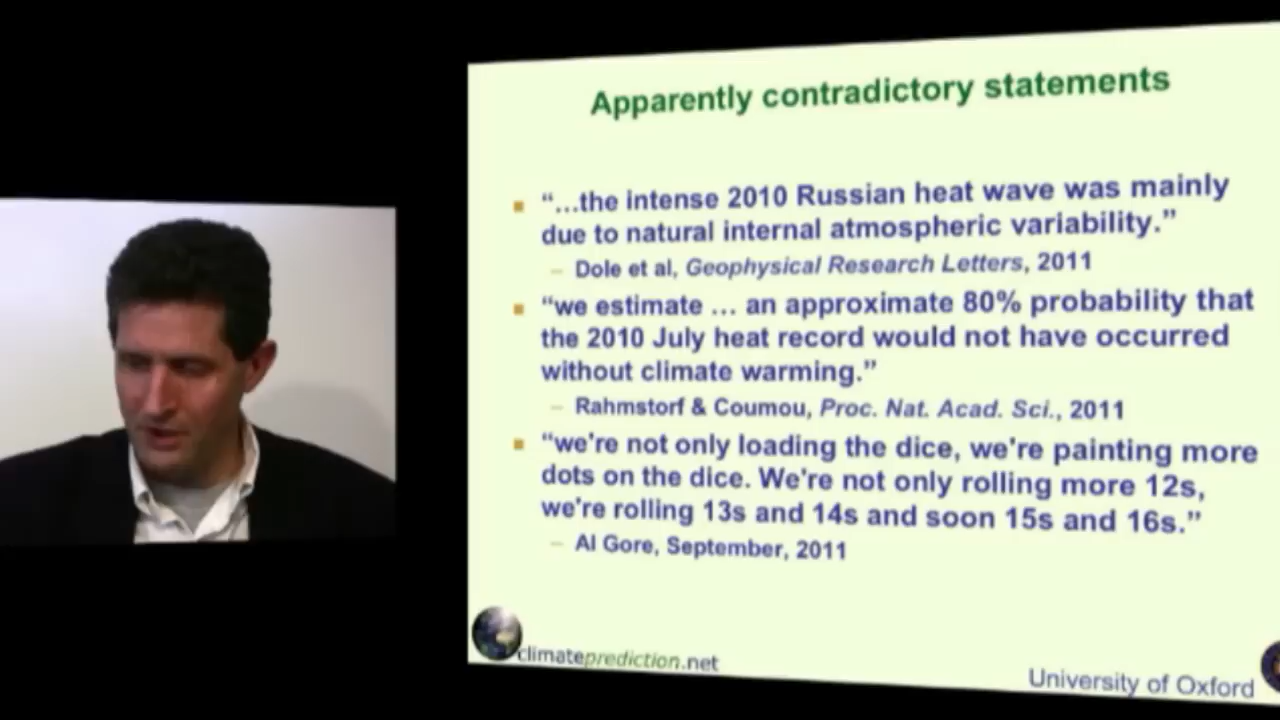 Apparently contradictory statements
“...the intense 2010 Russian heat wave was mainly
due to natural internal atmospheric variability.”
– Dole et al, Geophysical Research Letters, 2011
“we estimate ... an approximate 80% probability that
the 2010 July heat record would not have occurred
without climate warming.”
– Rahmstorf & Coumou, Proc. Nat. Acad. Sci., 2011
“we're not only loading the dice, we're painting more
dots on the dice. We're not only rolling more 12s,
we're rolling 13s and 14s and soon 15s and 16s.”
– Al Gore, September, 2011
climateprediction.net
University of Oxford